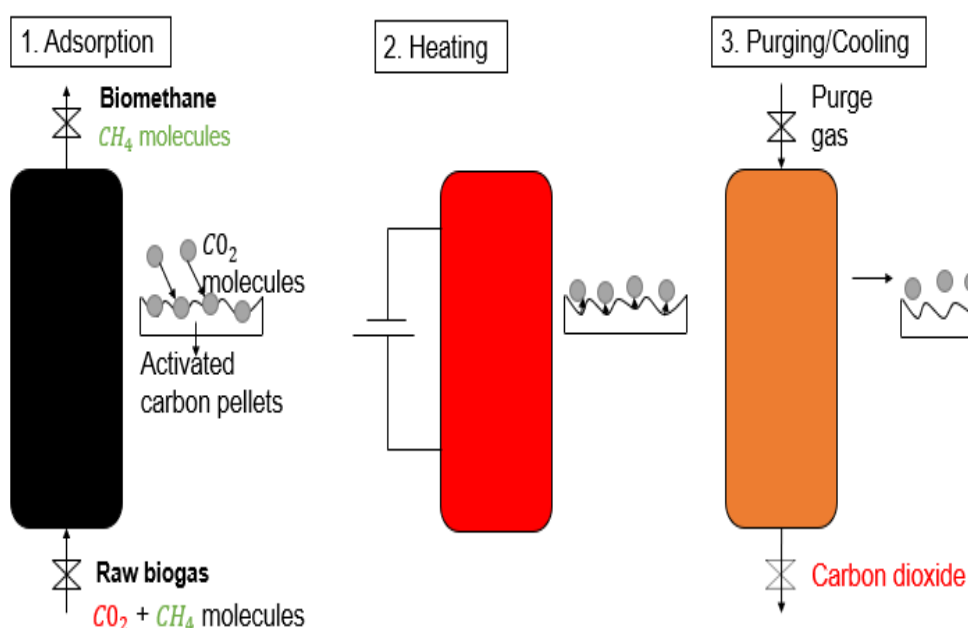 1. Adsorption
Biomethane
CH₄ molecules
CO₂
molecules
Activated
carbon pellets
Raw biogas
CO₂ + CH₄ molecules
2. Heating
3. Purging/Cooling
Purge
gas
Carbon dioxide